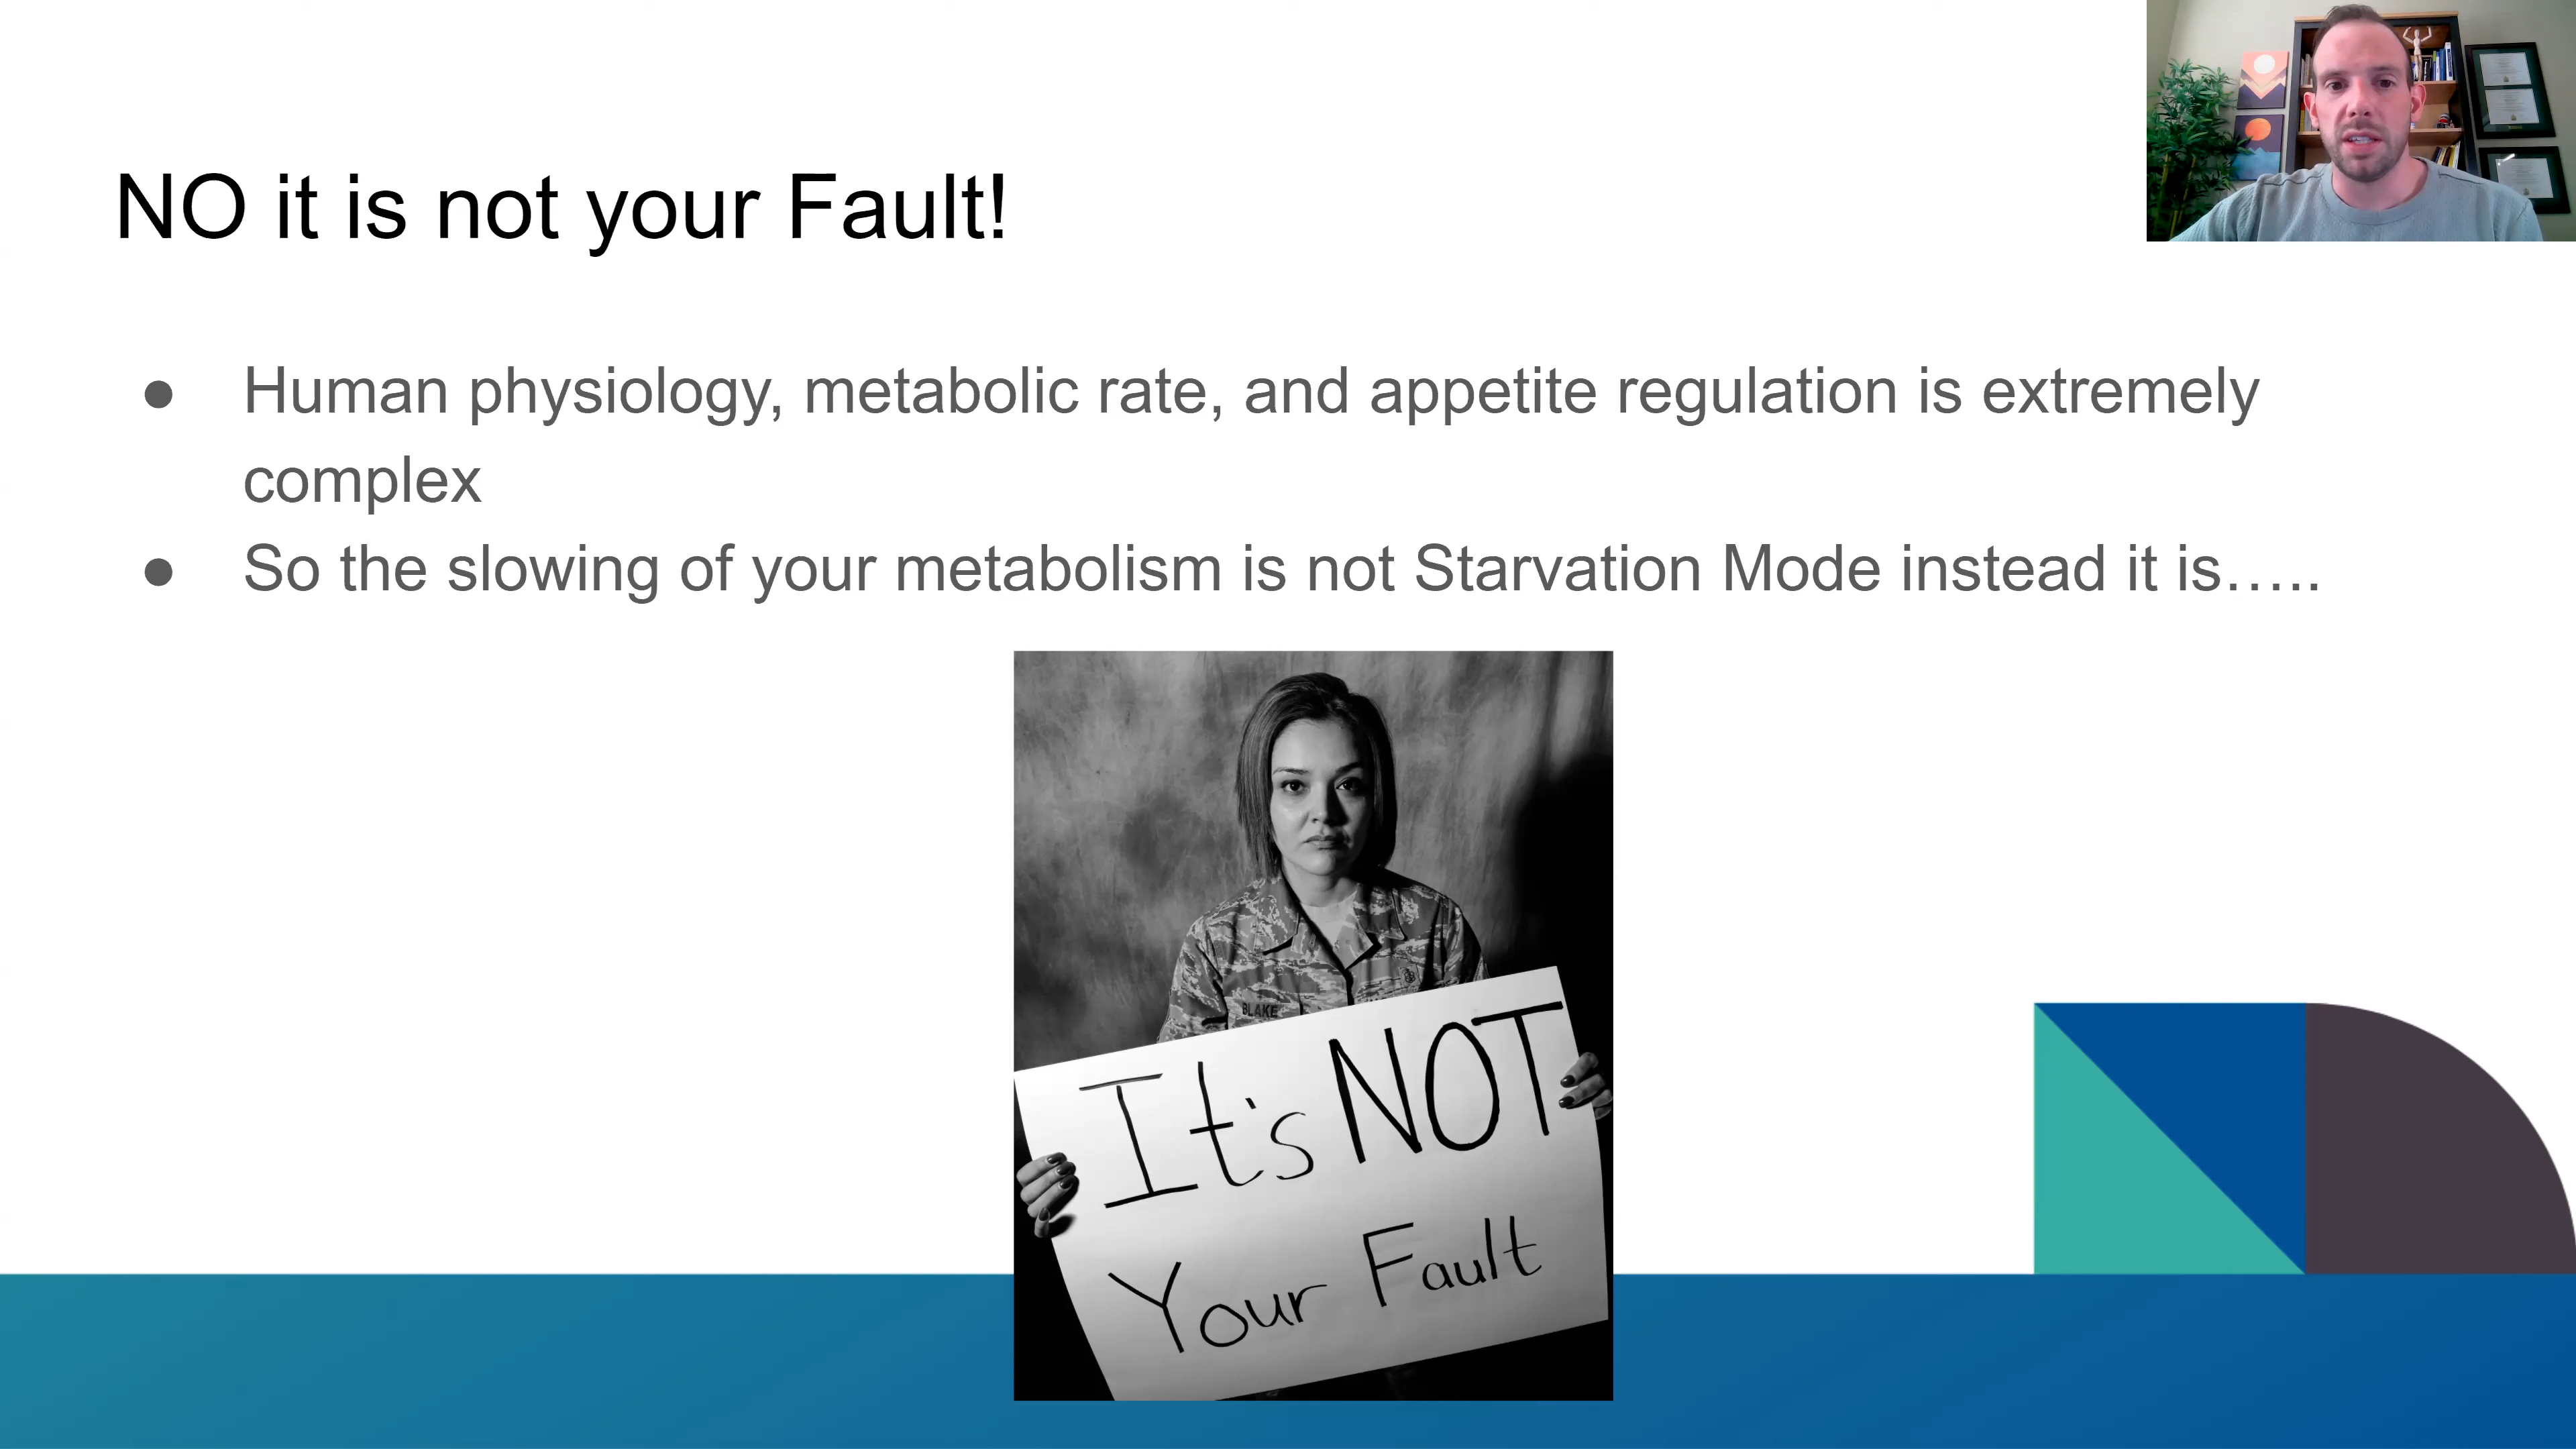 NO it is not your Fault!
● Human physiology, metabolic rate, and appetite regulation is extremely
complex
● So the slowing of your metabolism is not Starvation Mode instead it is…..
BLAKE
It's NOT
Your Fault